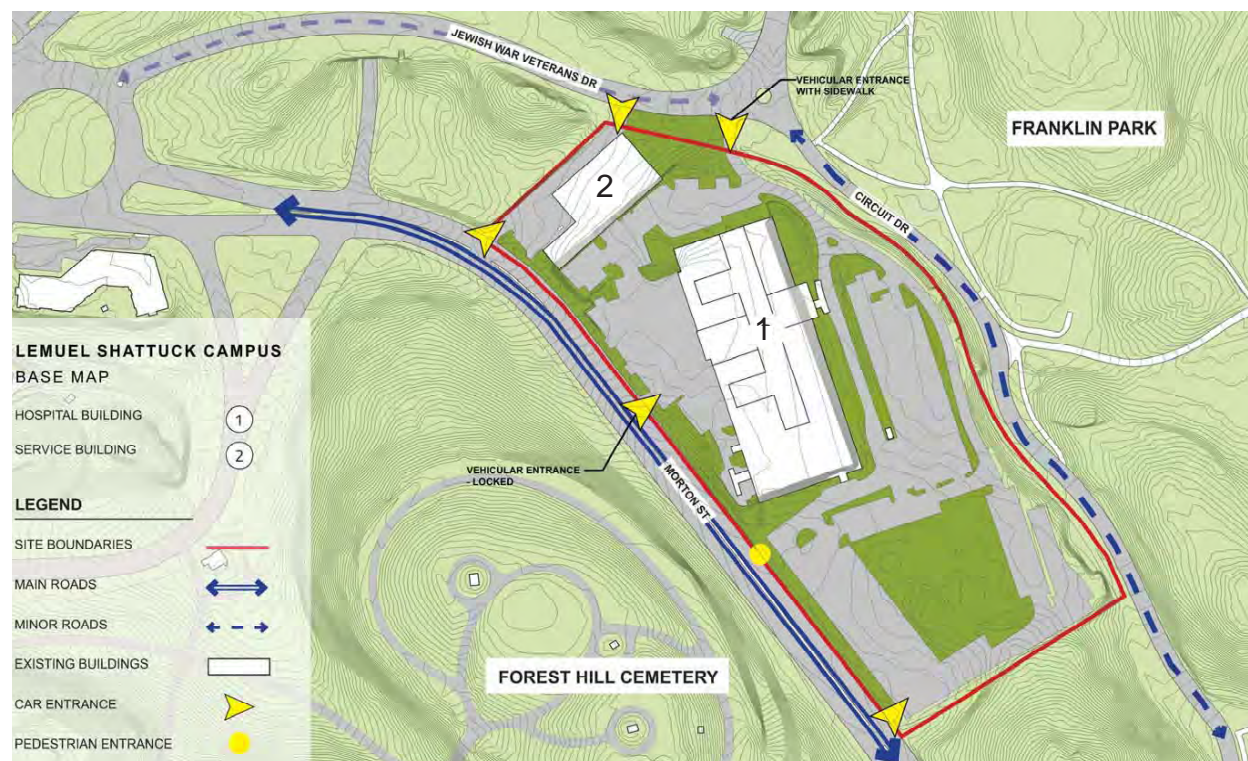 JEWISH WAR VETERANS DR
VEHICULAR ENTRANCE
WITH SIDEWALK
FRANKLIN PARK
2
CIRCUIT DR
1
LEMUEL SHATTUCK CAMPUS
BASE MAP
HOSPITAL BUILDING
1
SERVICE BUILDING
2
VEHICULAR ENTRANCE
- LOCKED
MORTON ST
LEGEND
SITE BOUNDARIES
MAIN ROADS
MINOR ROADS
EXISTING BUILDINGS
CAR ENTRANCE
PEDESTRIAN ENTRANCE
FOREST HILL CEMETERY